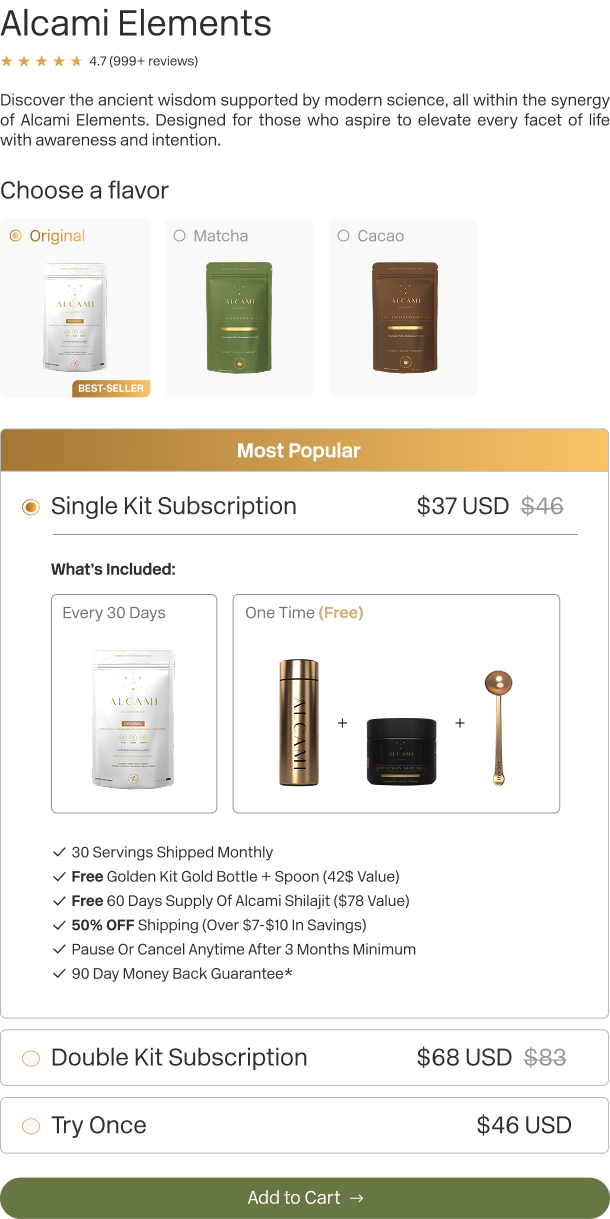 Alcami Elements
4.7 (999+ reviews)
Discover the ancient wisdom supported by modern science, all within the synergy
of Alcami Elements. Designed for those who aspire to elevate every facet of life
with awareness and intention.
Choose a flavor
Original
Matcha
Cacao
ALCAMI
ALCAMI
ALCAMI
BEST-SELLER
Most Popular
Single Kit Subscription
$37 USD $46
What's Included:
Every 30 Days
One Time (Free)
ALCAMI
ORIGINAL
ALCAMI
ALCAMI
+
+
30 Servings Shipped Monthly
Free Golden Kit Gold Bottle + Spoon (42$ Value)
Free 60 Days Supply Of Alcami Shilajit ($78 Value)
50% OFF Shipping (Over $7-$10 In Savings)
Pause Or Cancel Anytime After 3 Months Minimum
90 Day Money Back Guarantee*
Double Kit Subscription
$68 USD $83
Try Once
$46 USD
Add to Cart →